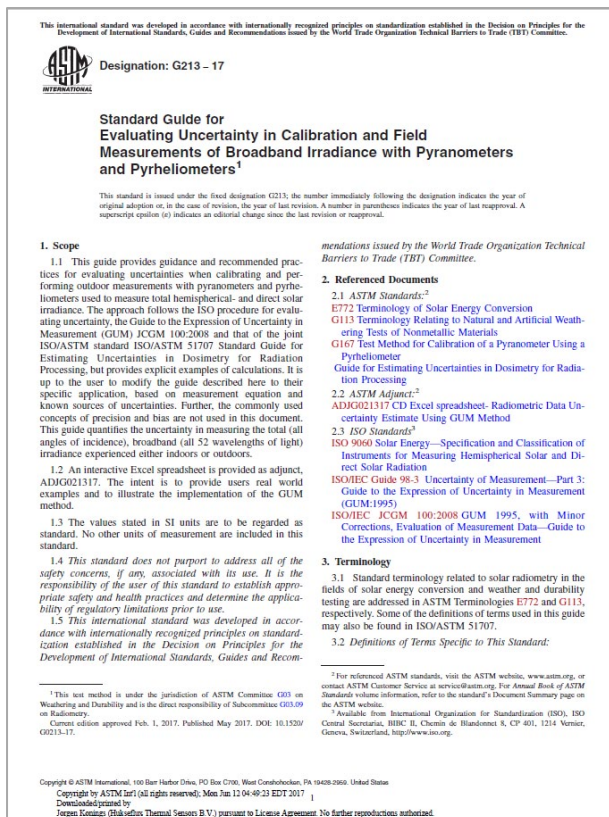 This international standard was developed in accordance with internationally recognized principles on standardization established in the Decision on Principles for the
Development of International Standards, Guides and Recommendations issued by the World Trade Organization Technical Barriers to Trade (TBT) Committee.
ASTM
INTERNATIONAL
Designation: G213 – 17
Standard Guide for
Evaluating Uncertainty in Calibration and Field
Measurements of Broadband Irradiance with Pyranometers
and Pyrheliometers1
This standard is issued under the fixed designation G213; the number immediately following the designation indicates the year of
original adoption or, in the case of revision, the year of last revision. A number in parentheses indicates the year of last reapproval. A
superscript epsilon (ε) indicates an editorial change since the last revision or reapproval.
1. Scope
1.1 This guide provides guidance and recommended prac-
tices for evaluating uncertainties when calibrating and per-
forming outdoor measurements with pyranometers and pyrhe-
liometers used to measure total hemispherical- and direct solar
irradiance. The approach follows the ISO procedure for evalu-
ating uncertainty, the Guide to the Expression of Uncertainty in
Measurement (GUM) JCGM 100:2008 and that of the joint
ISO/ASTM standard ISO/ASTM 51707 Standard Guide for
Estimating Uncertainties in Dosimetry for Radiation
Processing, but provides explicit examples of calculations. It is
up to the user to modify the guide described here to their
specific application, based on measurement equation and
known sources of uncertainties. Further, the commonly used
concepts of precision and bias are not used in this document.
This guide quantifies the uncertainty in measuring the total (all
angles of incidence), broadband (all 52 wavelengths of light)
irradiance experienced either indoors or outdoors.
1.2 An interactive Excel spreadsheet is provided as adjunct,
ADJG021317. The intent is to provide users real world
examples and to illustrate the implementation of the GUM
method.
1.3 The values stated in SI units are to be regarded as
standard. No other units of measurement are included in this
standard.
1.4 This standard does not purport to address all of the
safety concerns, if any, associated with its use. It is the
responsibility of the user of this standard to establish appro-
priate safety and health practices and determine the applica-
bility of regulatory limitations prior to use.
1.5 This international standard was developed in accor-
dance with internationally recognized principles on standard-
ization established in the Decision on Principles for the
Development of International Standards, Guides and Recom-
mendations issued by the World Trade Organization Technical
Barriers to Trade (TBT) Committee.
2. Referenced Documents
2.1 ASTM Standards:2
E772 Terminology of Solar Energy Conversion
G113 Terminology Relating to Natural and Artificial Weath-
ering Tests of Nonmetallic Materials
G167 Test Method for Calibration of a Pyranometer Using a
Pyrheliometer
Guide for Estimating Uncertainties in Dosimetry for Radia-
tion Processing
2.2 ASTM Adjunct:2
ADJG021317 CD Excel spreadsheet- Radiometric Data Un-
certainty Estimate Using GUM Method
2.3 ISO Standards3
ISO 9060 Solar Energy—Specification and Classification of
Instruments for Measuring Hemispherical Solar and Di-
rect Solar Radiation
ISO/IEC Guide 98-3 Uncertainty of Measurement—Part 3:
Guide to the Expression of Uncertainty in Measurement
(GUM:1995)
ISO/IEC JCGM 100:2008 GUM 1995, with Minor
Corrections, Evaluation of Measurement Data—Guide to
the Expression of Uncertainty in Measurement
3. Terminology
3.1 Standard terminology related to solar radiometry in the
fields of solar energy conversion and weather and durability
testing are addressed in ASTM Terminologies E772 and G113,
respectively. Some of the definitions of terms used in this guide
may also be found in ISO/ASTM 51707.
3.2 Definitions of Terms Specific to This Standard:
1 This test method is under the jurisdiction of ASTM Committee G03 on
Weathering and Durability and is the direct responsibility of Subcommittee G03.09
on Radiometry.
Current edition approved Feb. 1, 2017. Published May 2017. DOI: 10.1520/
G0213–17.
2 For referenced ASTM standards, visit the ASTM website, www.astm.org, or
contact ASTM Customer Service at service@astm.org. For Annual Book of ASTM
Standards volume information, refer to the standard's Document Summary page on
the ASTM website.
3 Available from International Organization for Standardization (ISO), ISO
Central Secretariat, BIBC II, Chemin de Blandonnet 8, CP 401, 1214 Vernier,
Geneva, Switzerland, http://www.iso.org.
Copyright © ASTM International, 100 Barr Harbor Drive, PO Box C700, West Conshohocken, PA 19428-2959. United States
Copyright by ASTM Int'l (all rights reserved); Mon Jun 12 04:49:23 EDT 2017
1
Downloaded/printed by
Jorgen Konings (Hukseflux Thermal Sensors B.V.) pursuant to License Agreement. No further reproductions authorized.